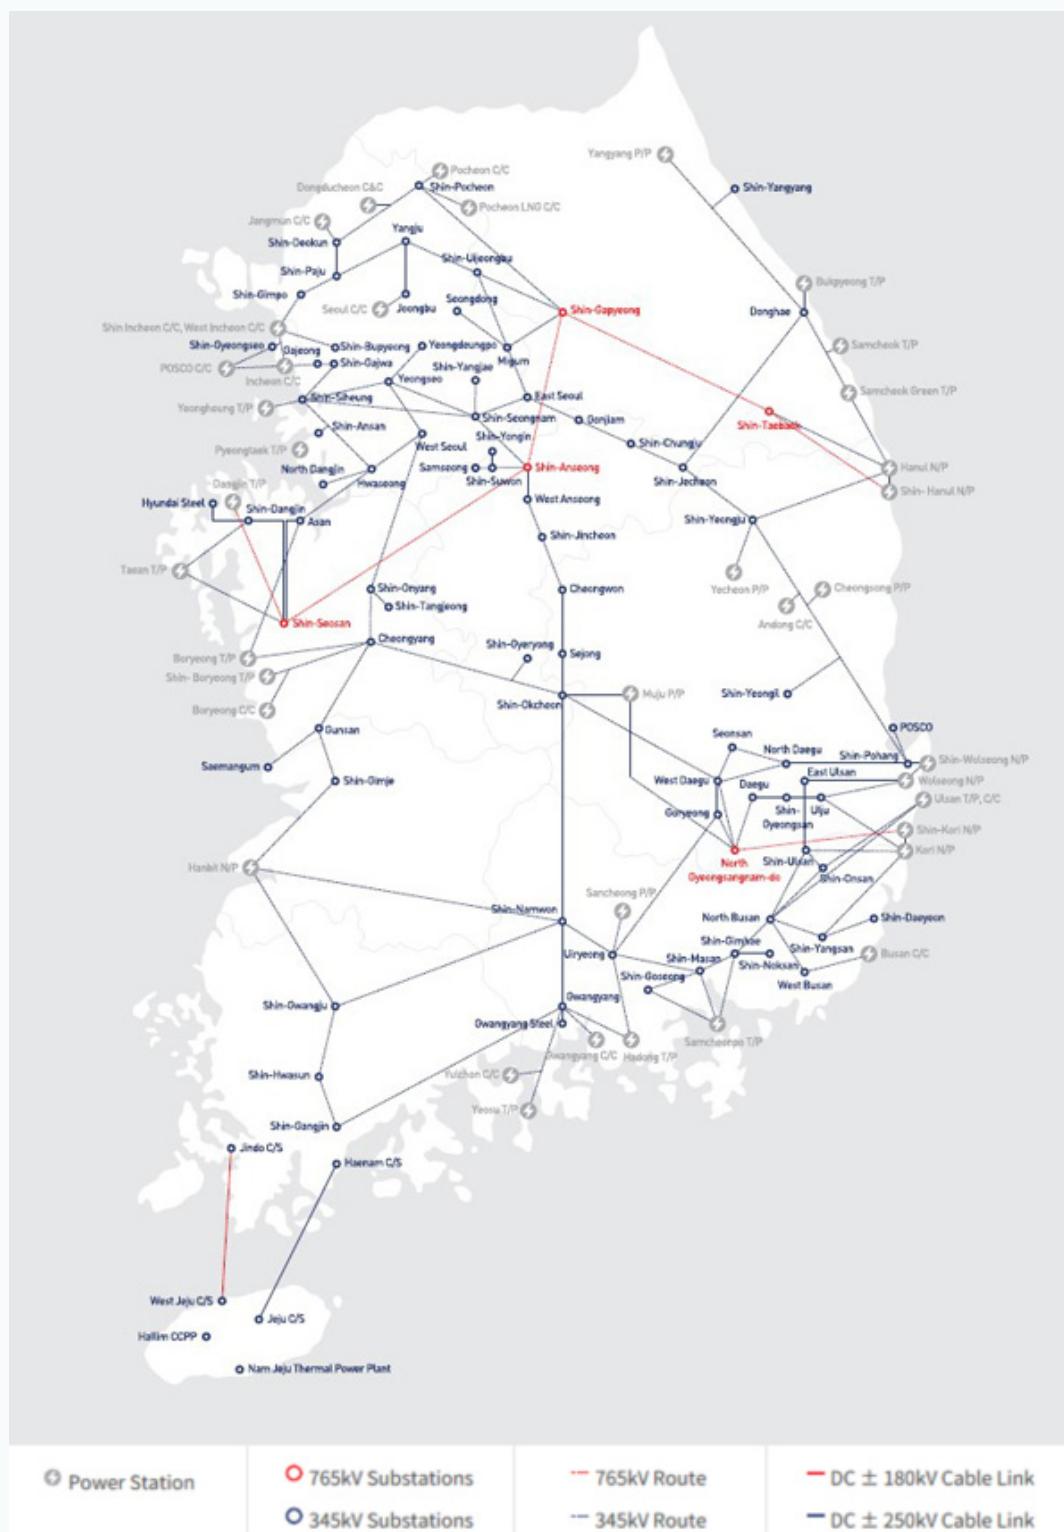 Yangyang P/P
Pocheon C/C
Dongducheon C&C
Shin-Pocheon
Shin-Yangyang
Pocheon LNG C/C
Jangmun C/C
Yangju
Shin-Deokun
Shin-Uijeongbu
Shin-Paju
Bukpyeong T/P
Shin-Gimpo
Seongdong
Seoul C/C
Joongbu
Shin-Gapyeong
Donghae
Shin Incheon C/C, West Incheon C/C
Shin-Gyeongseo
Gajeong
Shin-Bupyeong
Yeongdeungpo
Samcheok T/P
Migum
POSCO C/C
Shin-Gajwa
Shin-Yangjae
Incheon C/C
Yeongseo
Samcheok Green T/P
Shin-Siheung
East Seoul
Yeongheung T/P
Shin-Seongnam
Gonjiam
Shin-Taebaek
Shin-Ansan
Shin-Yongin
West Seoul
Shin-Chungju
Pyeongtaek T/P
North Dangjin
Hwaseong
Samseong
Shin-Suwon
Shin-Anseong
Shin-Jecheon
Hanul N/P
Dangjin T/P
Shin- Hanul N/P
Hyundai Steel
Shin-Dangjin
Asan
West Anseong
Shin-Yeongju
Shin-Jincheon
Taean T/P
Yecheon P/P
Shin-Onyang
Cheongwon
Cheongsong P/P
Shin-Tangjeong
Andong C/C
Shin-Seosan
Cheongyang
Shin-Gyeryong
Sejong
Boryeong T/P
Shin- Boryeong T/P
Shin-Okcheon
Muju P/P
Shin-Yeongil
Boryeong C/C
Gunsan
POSCO
Seonsan
North Daegu
Shin-Pohang
Saemangum
Shin-Wolseong N/P
East Ulsan
Shin-Gimje
West Daegu
Daegu
Wolseong N/P
Ulsan T/P, C/C
Goryeong
Shin-
Gyeongsan
Ulju
Shin-Kori N/P
Kori N/P
Hanbit N/P
North
Gyeongsangnam-do
Shin-Ulsan
Shin-Onsan
Sancheong P/P
Shin-Namwon
North Busan
Shin-Daeyeon
Shin-Gimhae
Shin-Yangsan
Uiryeong
Shin-Masan
Shin-Noksan
Busan C/C
Shin-Goseong
West Busan
Shin-Gwangju
Gwangyang
Gwangyang Steel
Samcheonpo T/P
Gwangyang C/C
Hadong T/P
Shin-Hwasun
Yulchon C/C
Yeosu T/P
Shin-Gangjin
Jindo C/S
Haenam C/S
West Jeju C/S
Jeju C/S
Hallim CCPP
Nam Jeju Thermal Power Plant
Power Station
765kV Substations
765kV Route
DC ± 180kV Cable Link
345kV Substations
345kV Route
DC ± 250kV Cable Link